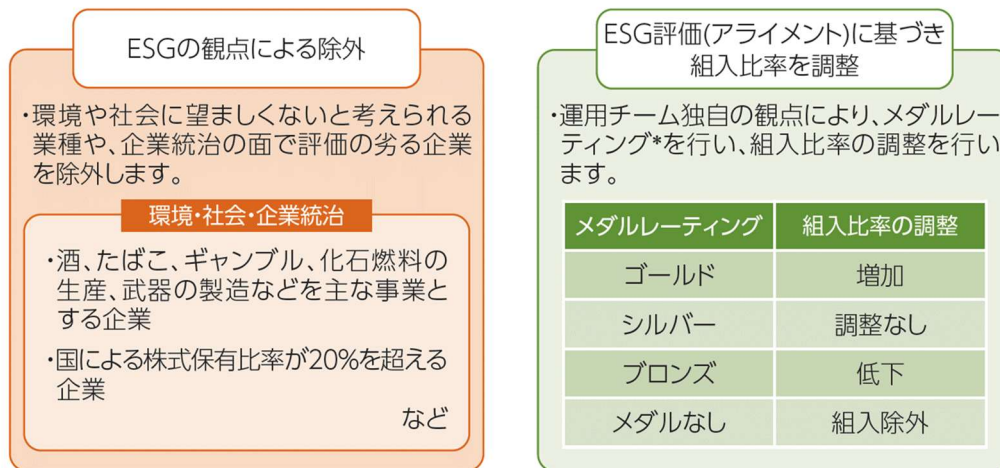 ESGの観点による除外
・環境や社会に望ましくないと考えられる
業種や、企業統治の面で評価の劣る企業
を除外します。
環境・社会・企業統治
・酒、たばこ、ギャンブル、化石燃料の
生産、武器の製造などを主な事業と
する企業
・国による株式保有比率が20%を超える
企業
など
ESG評価(アライメント)に基づき
組入比率を調整
・運用チーム独自の観点により、メダルレー
ティング*を行い、組入比率の調整を行い
ます。
メダルレーティング 組入比率の調整
ゴールド 増加
シルバー 調整なし
ブロンズ 低下
メダルなし 組入除外